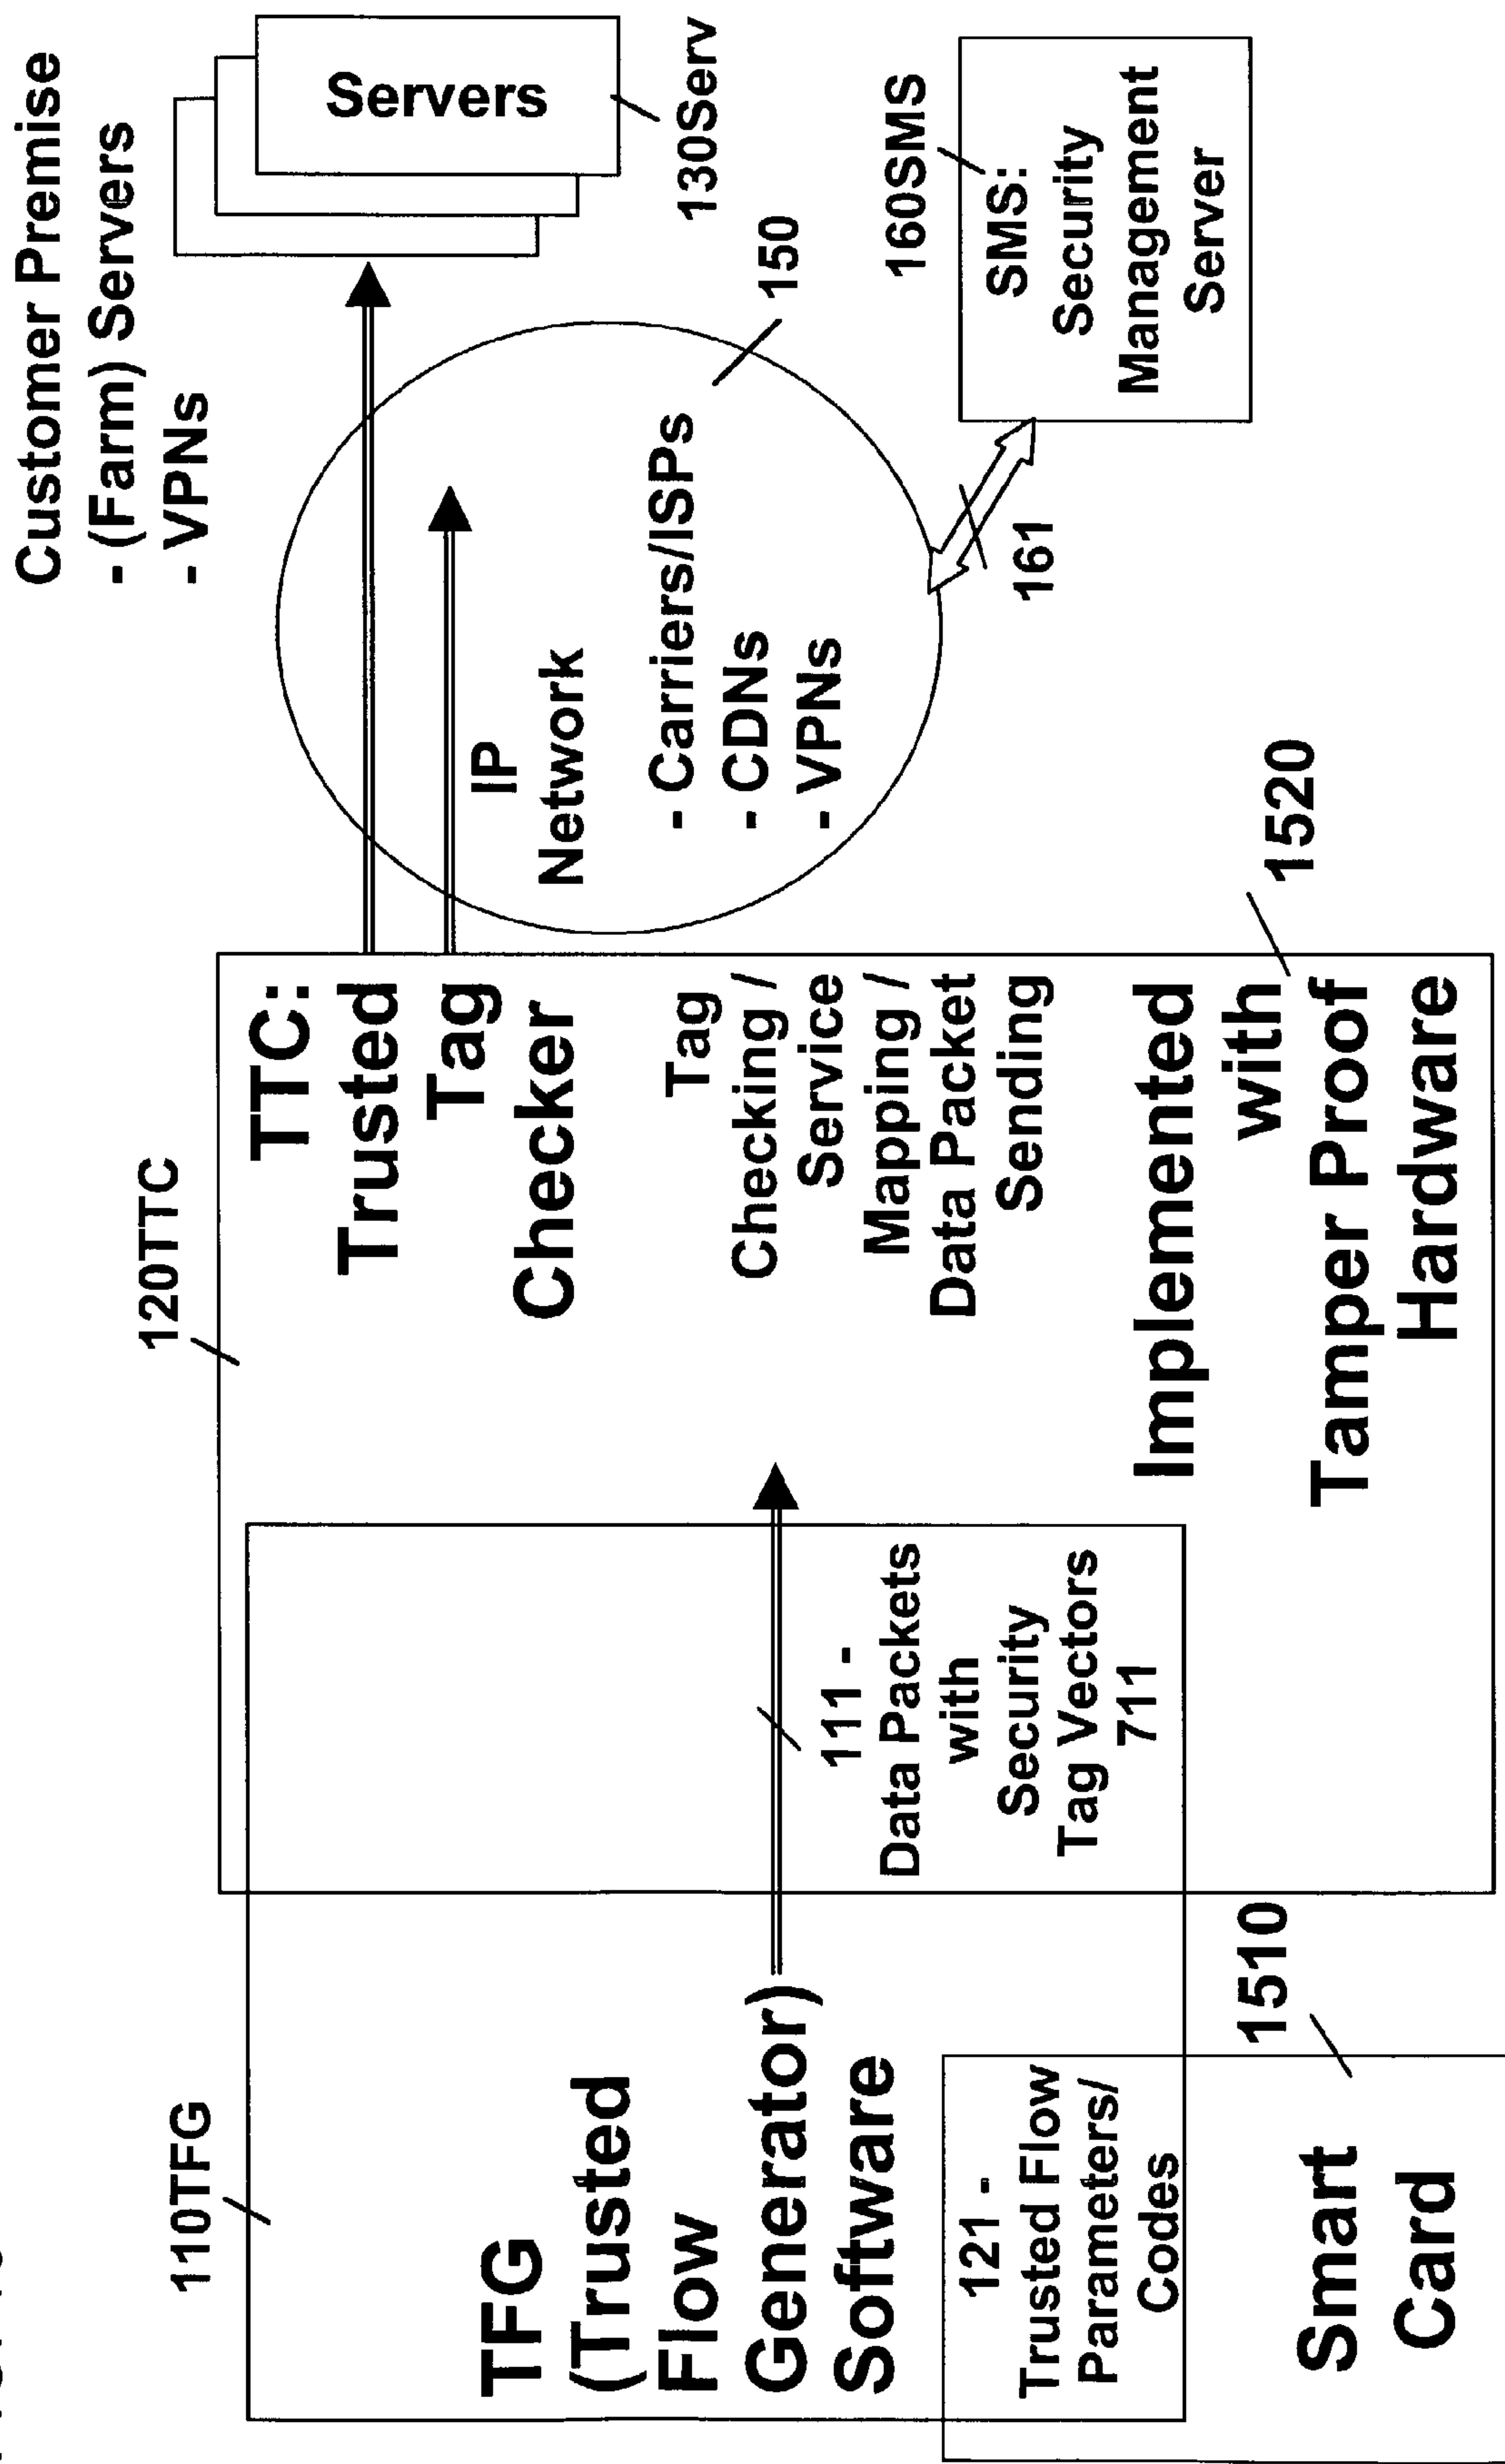 110TFG
TFG
(Trusted
Flow
Generator)
Software
121 -
Trusted Flow
Parameters/
Codes
Smart
Card
1510
111 -
Data Packets
with
Security
Tag Vectors
711
120TTC
TTC:
Trusted
Tag
Checker
Tag
Checking /
Service
Mapping /
Data Packet
Sending
Implemented
with
Tamper Proof
Hardware
1520
IP
Network
- Carriers/ISPs
- CDNs
- VPNs
150
161
Customer Premise
- (Farm) Servers
- VPNs
Servers
130Serv
160SMS
SMS:
Security
Management
Server